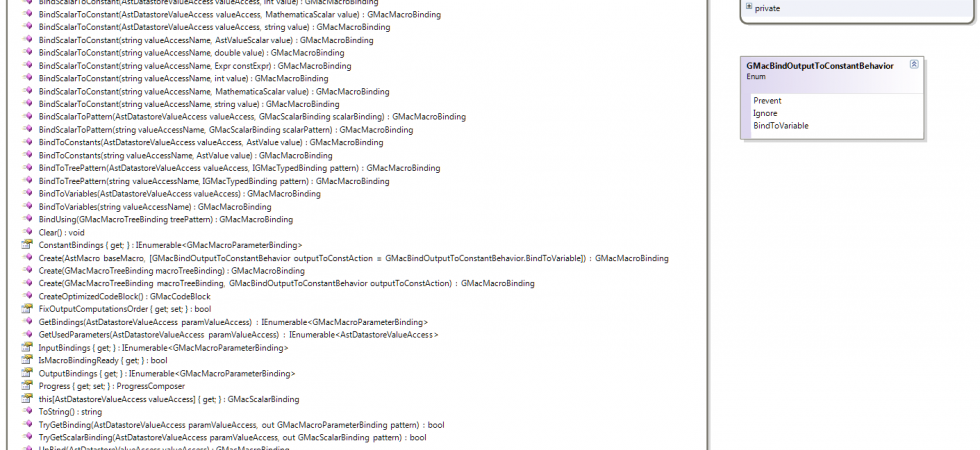 BindScalarToConstant(AstDatastoreValueAccess valueAccess, int value) : GMacMacroBinding
BindScalarToConstant(AstDatastoreValueAccess valueAccess, MathematicaScalar value) : GMacMacroBinding
BindScalarToConstant(AstDatastoreValueAccess valueAccess, string value) : GMacMacroBinding
BindScalarToConstant(string valueAccessName, AstValueScalar value) : GMacMacroBinding
BindScalarToConstant(string valueAccessName, double value) : GMacMacroBinding
BindScalarToConstant(string valueAccessName, Expr constExpr) : GMacMacroBinding
BindScalarToConstant(string valueAccessName, int value) : GMacMacroBinding
BindScalarToConstant(string valueAccessName, MathematicaScalar value) : GMacMacroBinding
BindScalarToConstant(string valueAccessName, string value) : GMacMacroBinding
BindScalarToPattern(AstDatastoreValueAccess valueAccess, GMacScalarBinding scalarBinding) : GMacMacroBinding
BindScalarToPattern(string valueAccessName, GMacScalarBinding scalarPattern) : GMacMacroBinding
BindToConstants(AstDatastoreValueAccess valueAccess, AstValue value) : GMacMacroBinding
BindToConstants(string valueAccessName, AstValue value) : GMacMacroBinding
BindToTreePattern(AstDatastoreValueAccess valueAccess, IGMacTypedBinding pattern) : GMacMacroBinding
BindToTreePattern(string valueAccessName, IGMacTypedBinding pattern) : GMacMacroBinding
BindToVariables(AstDatastoreValueAccess valueAccess) : GMacMacroBinding
BindToVariables(string valueAccessName) : GMacMacroBinding
BindUsing(GMacMacroTreeBinding treePattern) : GMacMacroBinding
Clear() : void
ConstantBindings { get; } : IEnumerable<GMacMacroParameterBinding>
Create(AstMacro baseMacro, [GMacBindOutputToConstantBehavior outputToConstAction = GMacBindOutputToConstantBehavior.BindToVariable]) : GMacMacroBinding
Create(GMacMacroTreeBinding macroTreeBinding) : GMacMacroBinding
Create(GMacMacroTreeBinding macroTreeBinding, GMacBindOutputToConstantBehavior outputToConstAction) : GMacMacroBinding
CreateOptimizedCodeBlock() : GMacCodeBlock
FixOutputComputationsOrder { get; set; } : bool
GetBindings(AstDatastoreValueAccess paramValueAccess) : IEnumerable<GMacMacroParameterBinding>
GetUsedParameters(AstDatastoreValueAccess paramValueAccess) : IEnumerable<AstDatastoreValueAccess>
InputBindings { get; } : IEnumerable<GMacMacroParameterBinding>
IsMacroBindingReady { get; } : bool
OutputBindings { get; } : IEnumerable<GMacMacroParameterBinding>
Progress { get; set; } : ProgressComposer
this[AstDatastoreValueAccess valueAccess] { get; } : GMacScalarBinding
ToString() : string
TryGetBinding(AstDatastoreValueAccess paramValueAccess, out GMacMacroParameterBinding pattern) : bool
TryGetScalarBinding(AstDatastoreValueAccess paramValueAccess, out GMacScalarBinding pattern) : bool
UnBind(AstDatastoreValueAccess valueAccess) : GMacMacroBinding
private
GMacBindOutputToConstantBehavior
Enum
Prevent
Ignore
BindToVariable